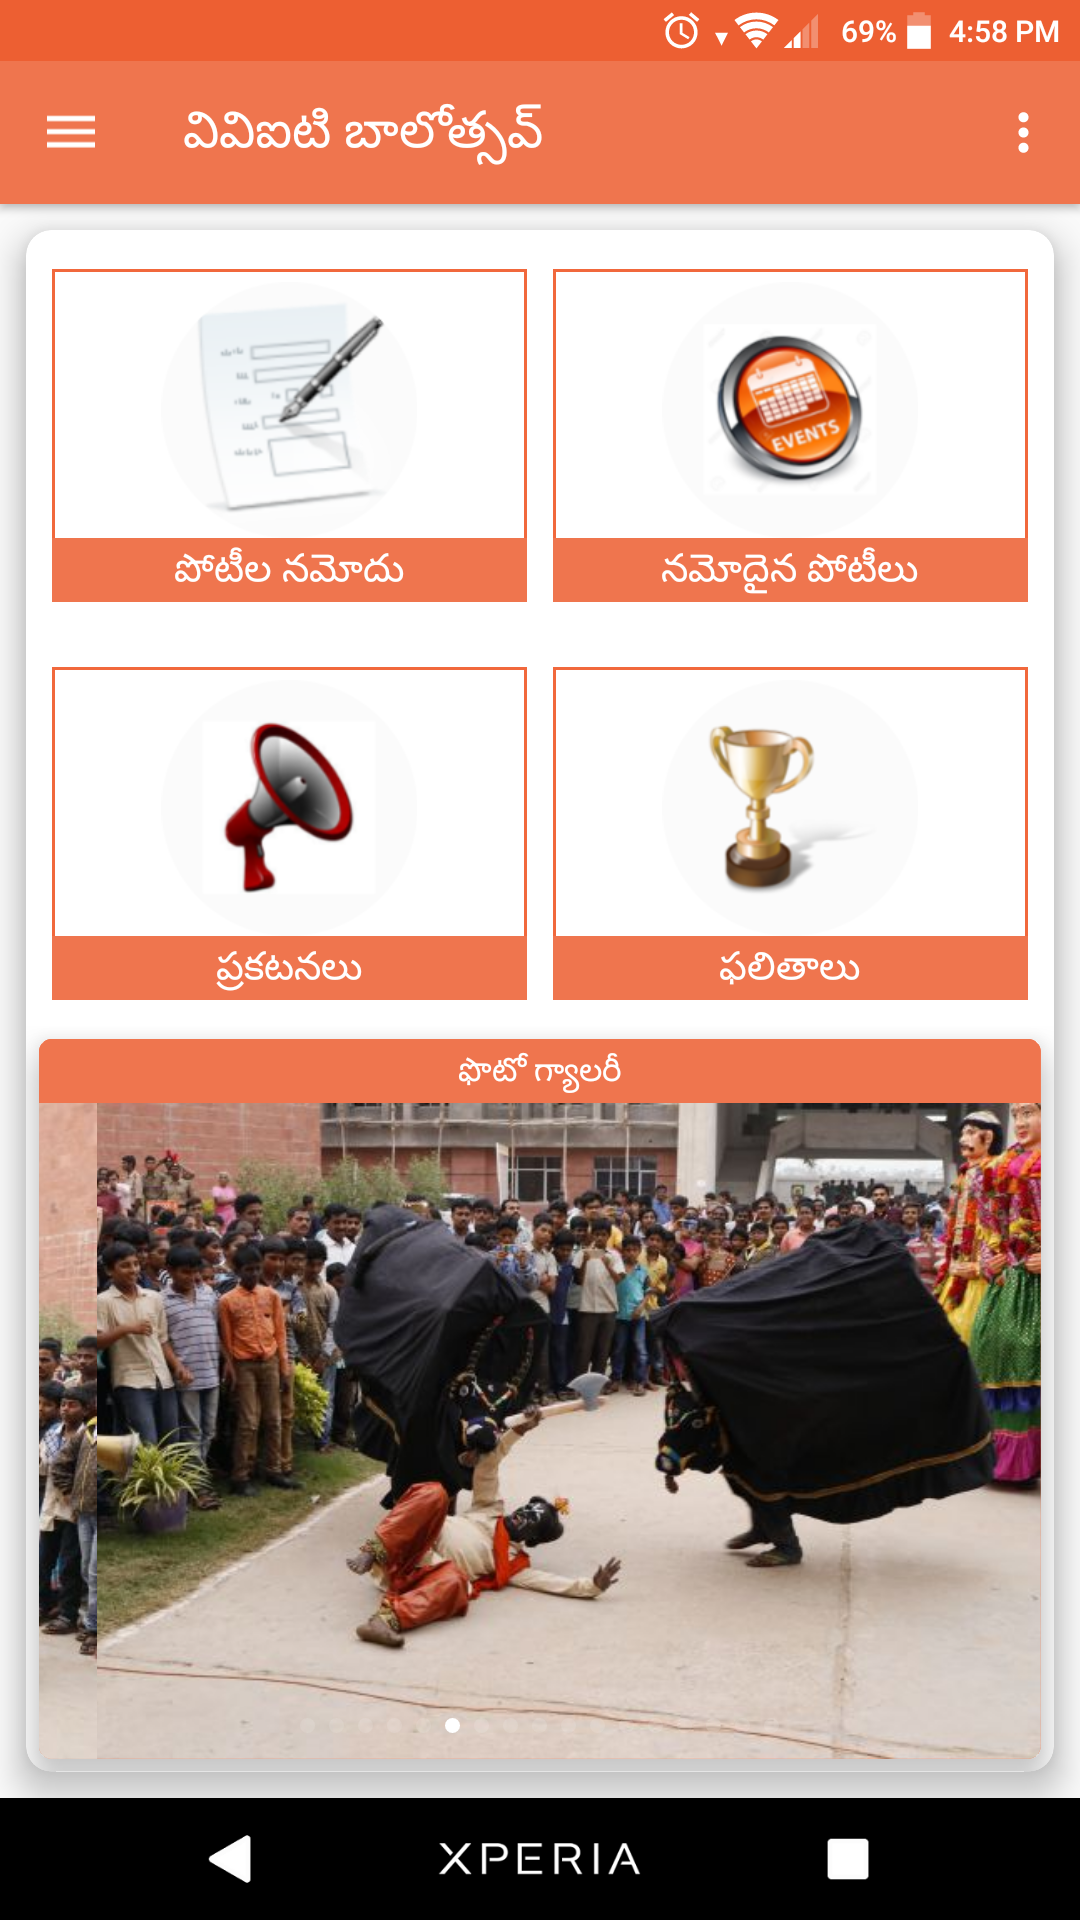 69% 4:58 PM
వివిఐటి బాలోత్సవ్
EVENTS
పోటీల నమోదు
నమోదైన పోటీలు
ప్రకటనలు
ఫలితాలు
ఫొటో గ్యాలరీ
XPERIA